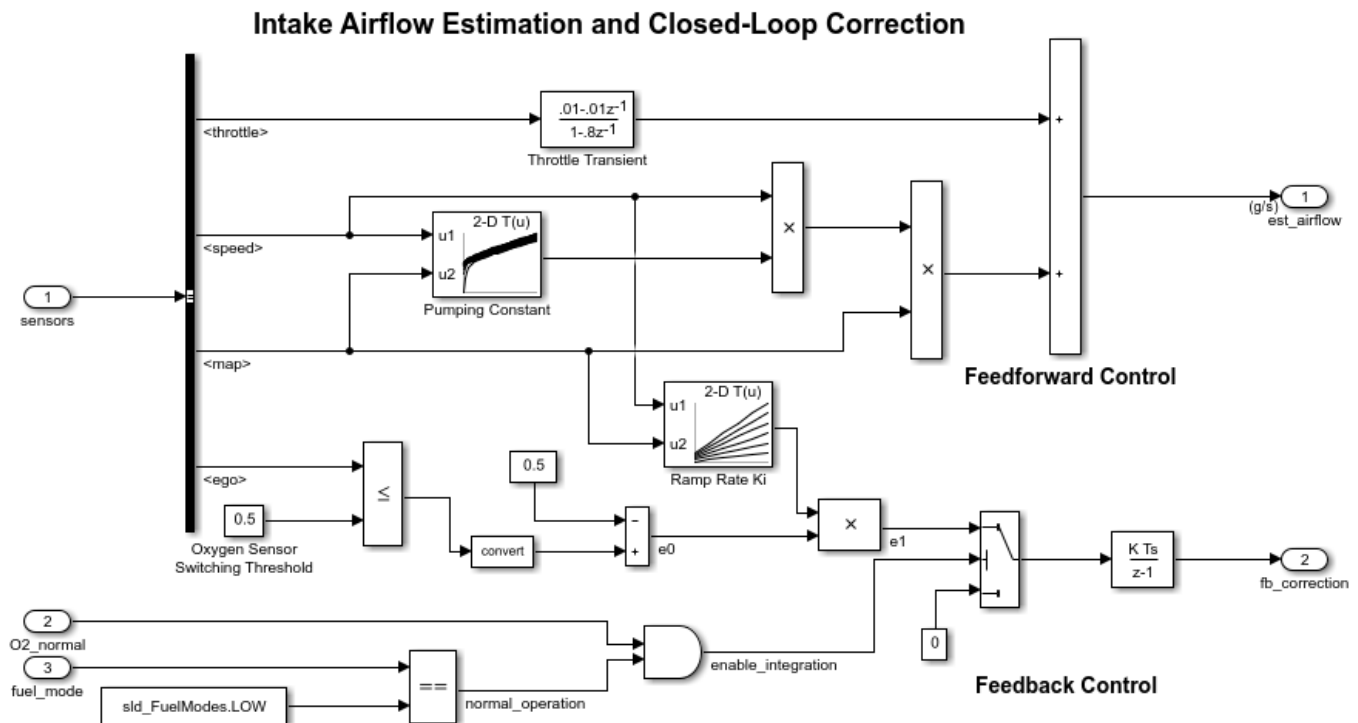 Intake Airflow Estimation and Closed-Loop Correction
<throttle>
.01-.01z-1
1-.8z-1
Throttle Transient
+
<speed>
2-D T(u)
u1
u2
Pumping Constant
×
×
(g/s)
1
est_airflow
+
1
sensors
<map>
Feedforward Control
2-D T(u)
u1
u2
Ramp Rate Ki
<ego>
≤
0.5
Oxygen Sensor
Switching Threshold
convert
0.5
−
+
e0
×
e1
K Ts
z-1
2
fb_correction
0
2
O2_normal
3
fuel_mode
sld_FuelModes.LOW
==
normal_operation
enable_integration
Feedback Control